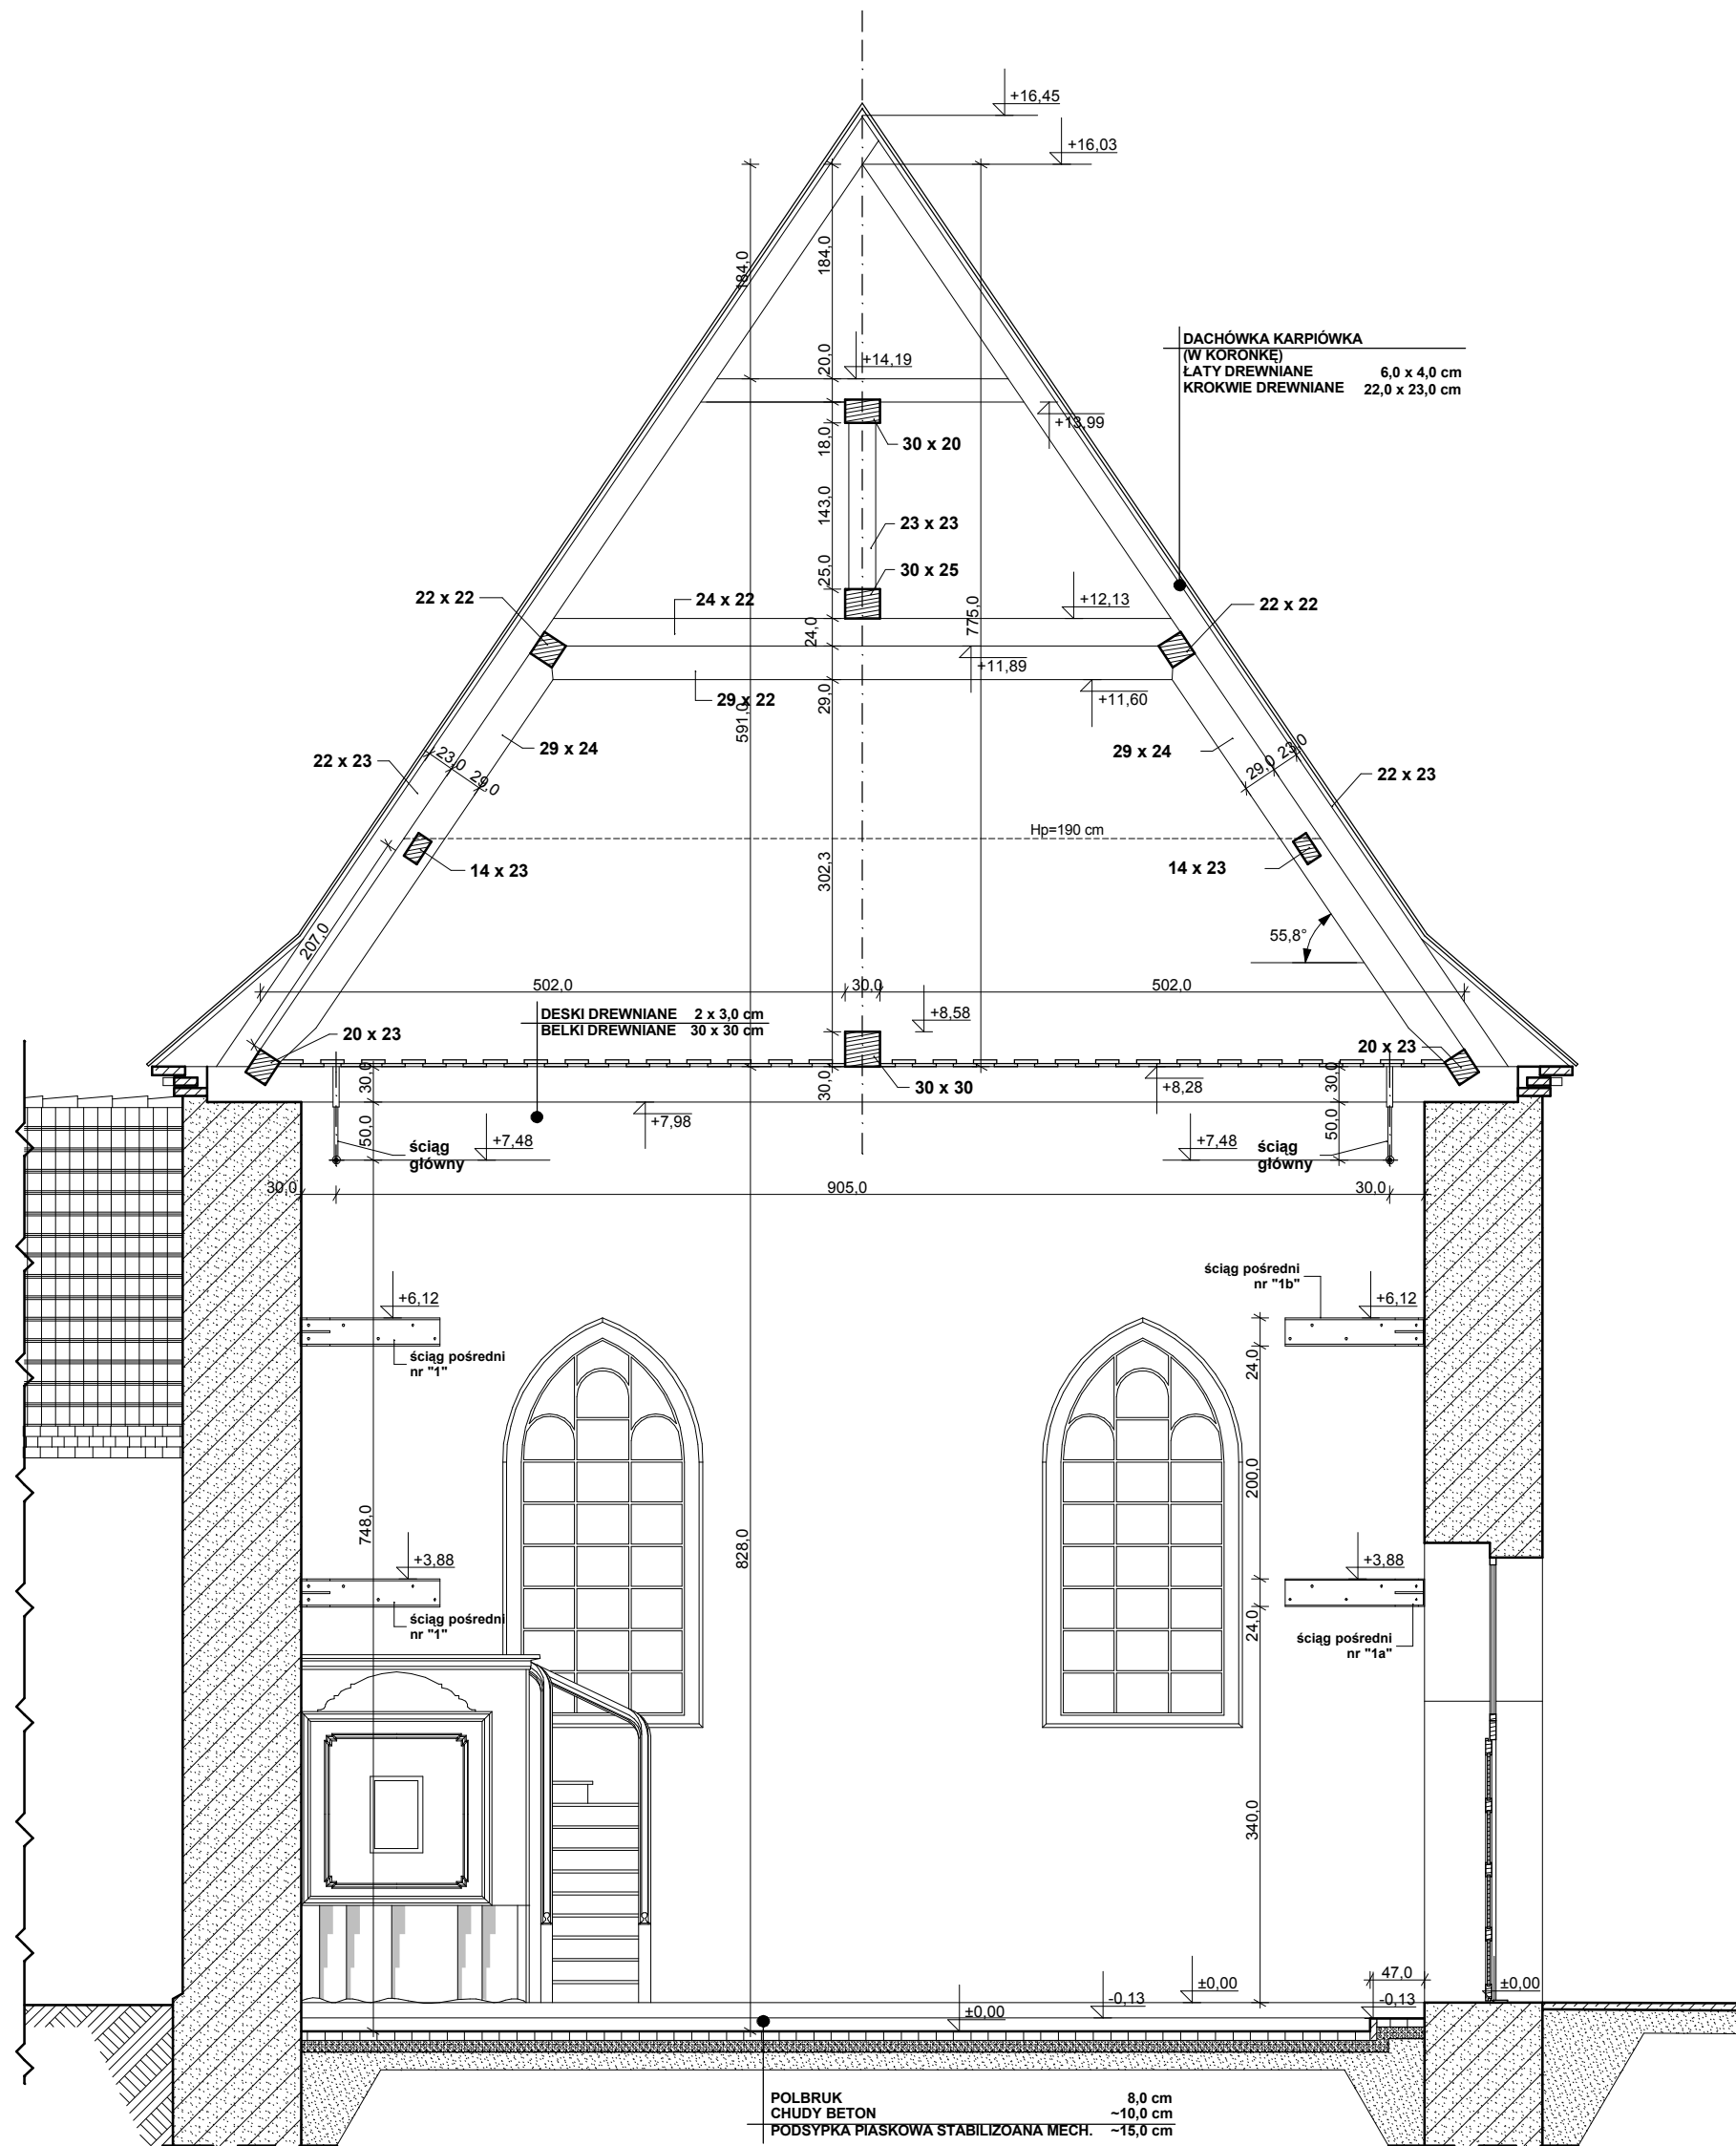 +16,45
+16,03
184,0
184,0
DACHÓWKA KARPIÓWKA
(W KORONKĘ)
ŁATY DREWNIANE 6,0 x 4,0 cm
KROKWIE DREWNIANE 22,0 x 23,0 cm
20,0
+14,19
+13,99
18,0
30 x 20
143,0
23 x 23
25,0
30 x 25
22 x 22
24 x 22
+12,13
775,0
22 x 22
24,0
+11,89
29 x 22
591,0
29,0
+11,60
29 x 24
29 x 24
22 x 23
23,0
29,0
29,0
23,0
22 x 23
Hp=190 cm
14 x 23
302,3
14 x 23
207,0
55,8°
502,0
30,0
502,0
DESKI DREWNIANE 2 x 3,0 cm
BELKI DREWNIANE 30 x 30 cm
+8,58
20 x 23
20 x 23
30,0
30,0
30 x 30
+8,28
30,0
50,0
+7,98
50,0
ściąg
główny
+7,48
+7,48
ściąg
główny
30,0
905,0
30,0
ściąg pośredni
nr "1b"
+6,12
+6,12
ściąg pośredni
nr "1"
24,0
200,0
748,0
828,0
+3,88
+3,88
ściąg pośredni
nr "1"
24,0
ściąg pośredni
nr "1a"
340,0
47,0
±0,00
±0,00
-0,13
-0,13
±0,00
POLBRUK 8,0 cm
CHUDY BETON ~10,0 cm
PODSYPKA PIASKOWA STABILIZOANA MECH. ~15,0 cm